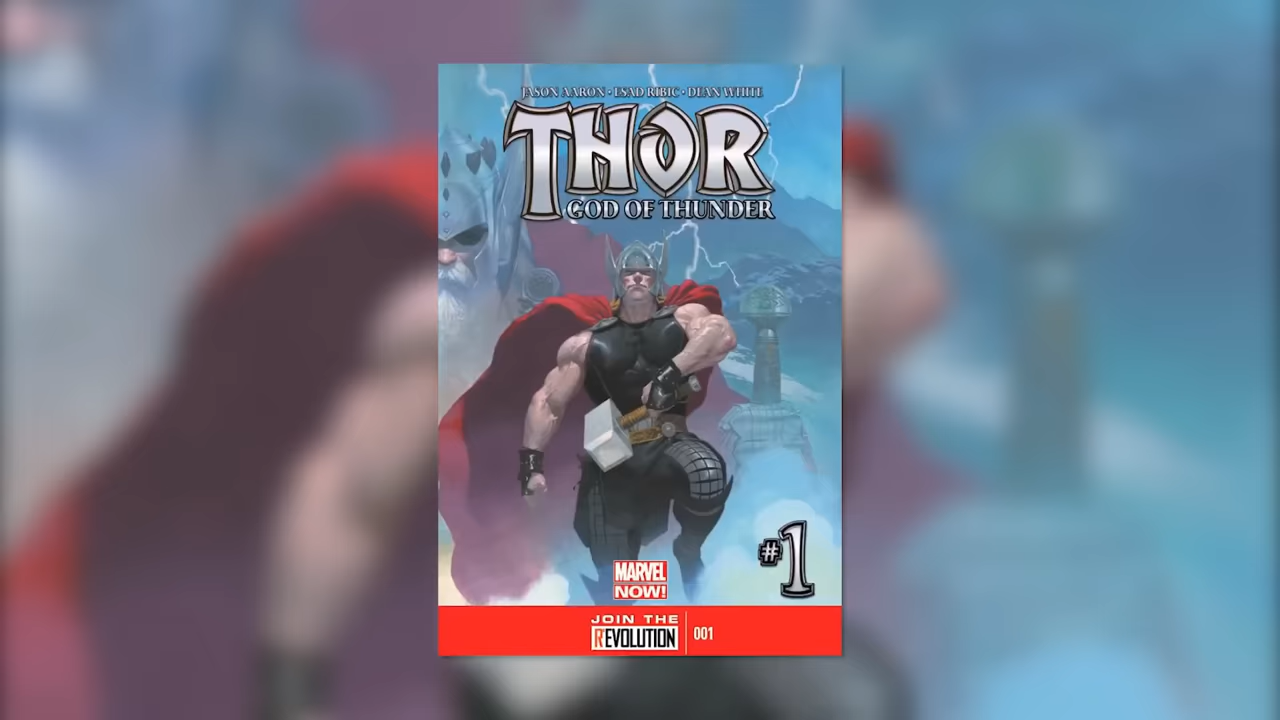 JASON AARON • ESAD RIBIC • DEAN WHITE
THOR
GOD OF THUNDER
#1
MARVEL
NOW!
JOIN THE
REVOLUTION
001